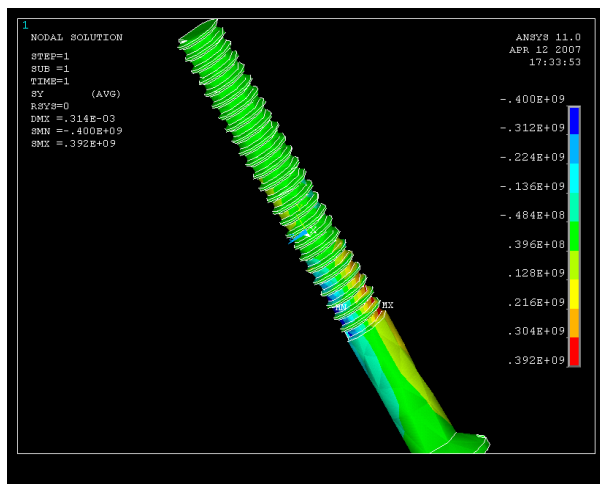 1
NODAL SOLUTION
STEP=1
SUB =1
TIME=1
SY (AVG)
RSYS=0
DMX =.314E-03
SMN =-.400E+09
SMX =.392E+09
ANSYS 11.0
APR 12 2007
17:33:53
-.400E+09
-.312E+09
-.224E+09
-.136E+09
-.484E+08
.396E+08
.128E+09
.216E+09
.304E+09
.392E+09
MN
MX